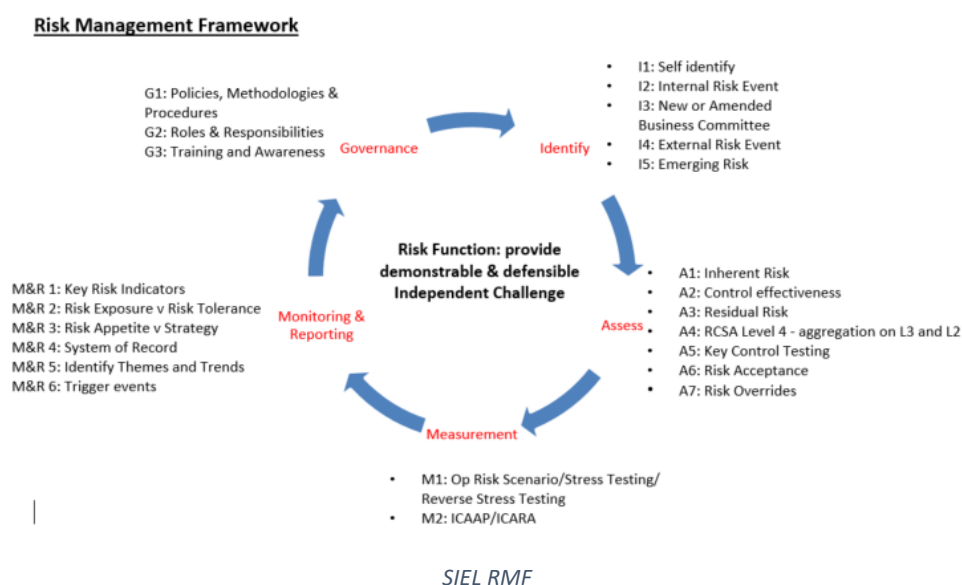 Risk Management Framework
G1: Policies, Methodologies &
Procedures
G2: Roles & Responsibilities
G3: Training and Awareness
Governance
Identify
• I1: Self identify
• I2: Internal Risk Event
• I3: New or Amended
Business Committee
• I4: External Risk Event
• I5: Emerging Risk
Risk Function: provide
demonstrable & defensible
Independent Challenge
Assess
• A1: Inherent Risk
• A2: Control effectiveness
• A3: Residual Risk
• A4: RCSA Level 4 - aggregation on L3 and L2
• A5: Key Control Testing
• A6: Risk Acceptance
• A7: Risk Overrides
M&R 1: Key Risk Indicators
M&R 2: Risk Exposure v Risk Tolerance
M&R 3: Risk Appetite v Strategy
M&R 4: System of Record
M&R 5: Identify Themes and Trends
M&R 6: Trigger events
Monitoring &
Reporting
Measurement
• M1: Op Risk Scenario/Stress Testing/
Reverse Stress Testing
• M2: ICAAP/ICARA
SIEL RMF